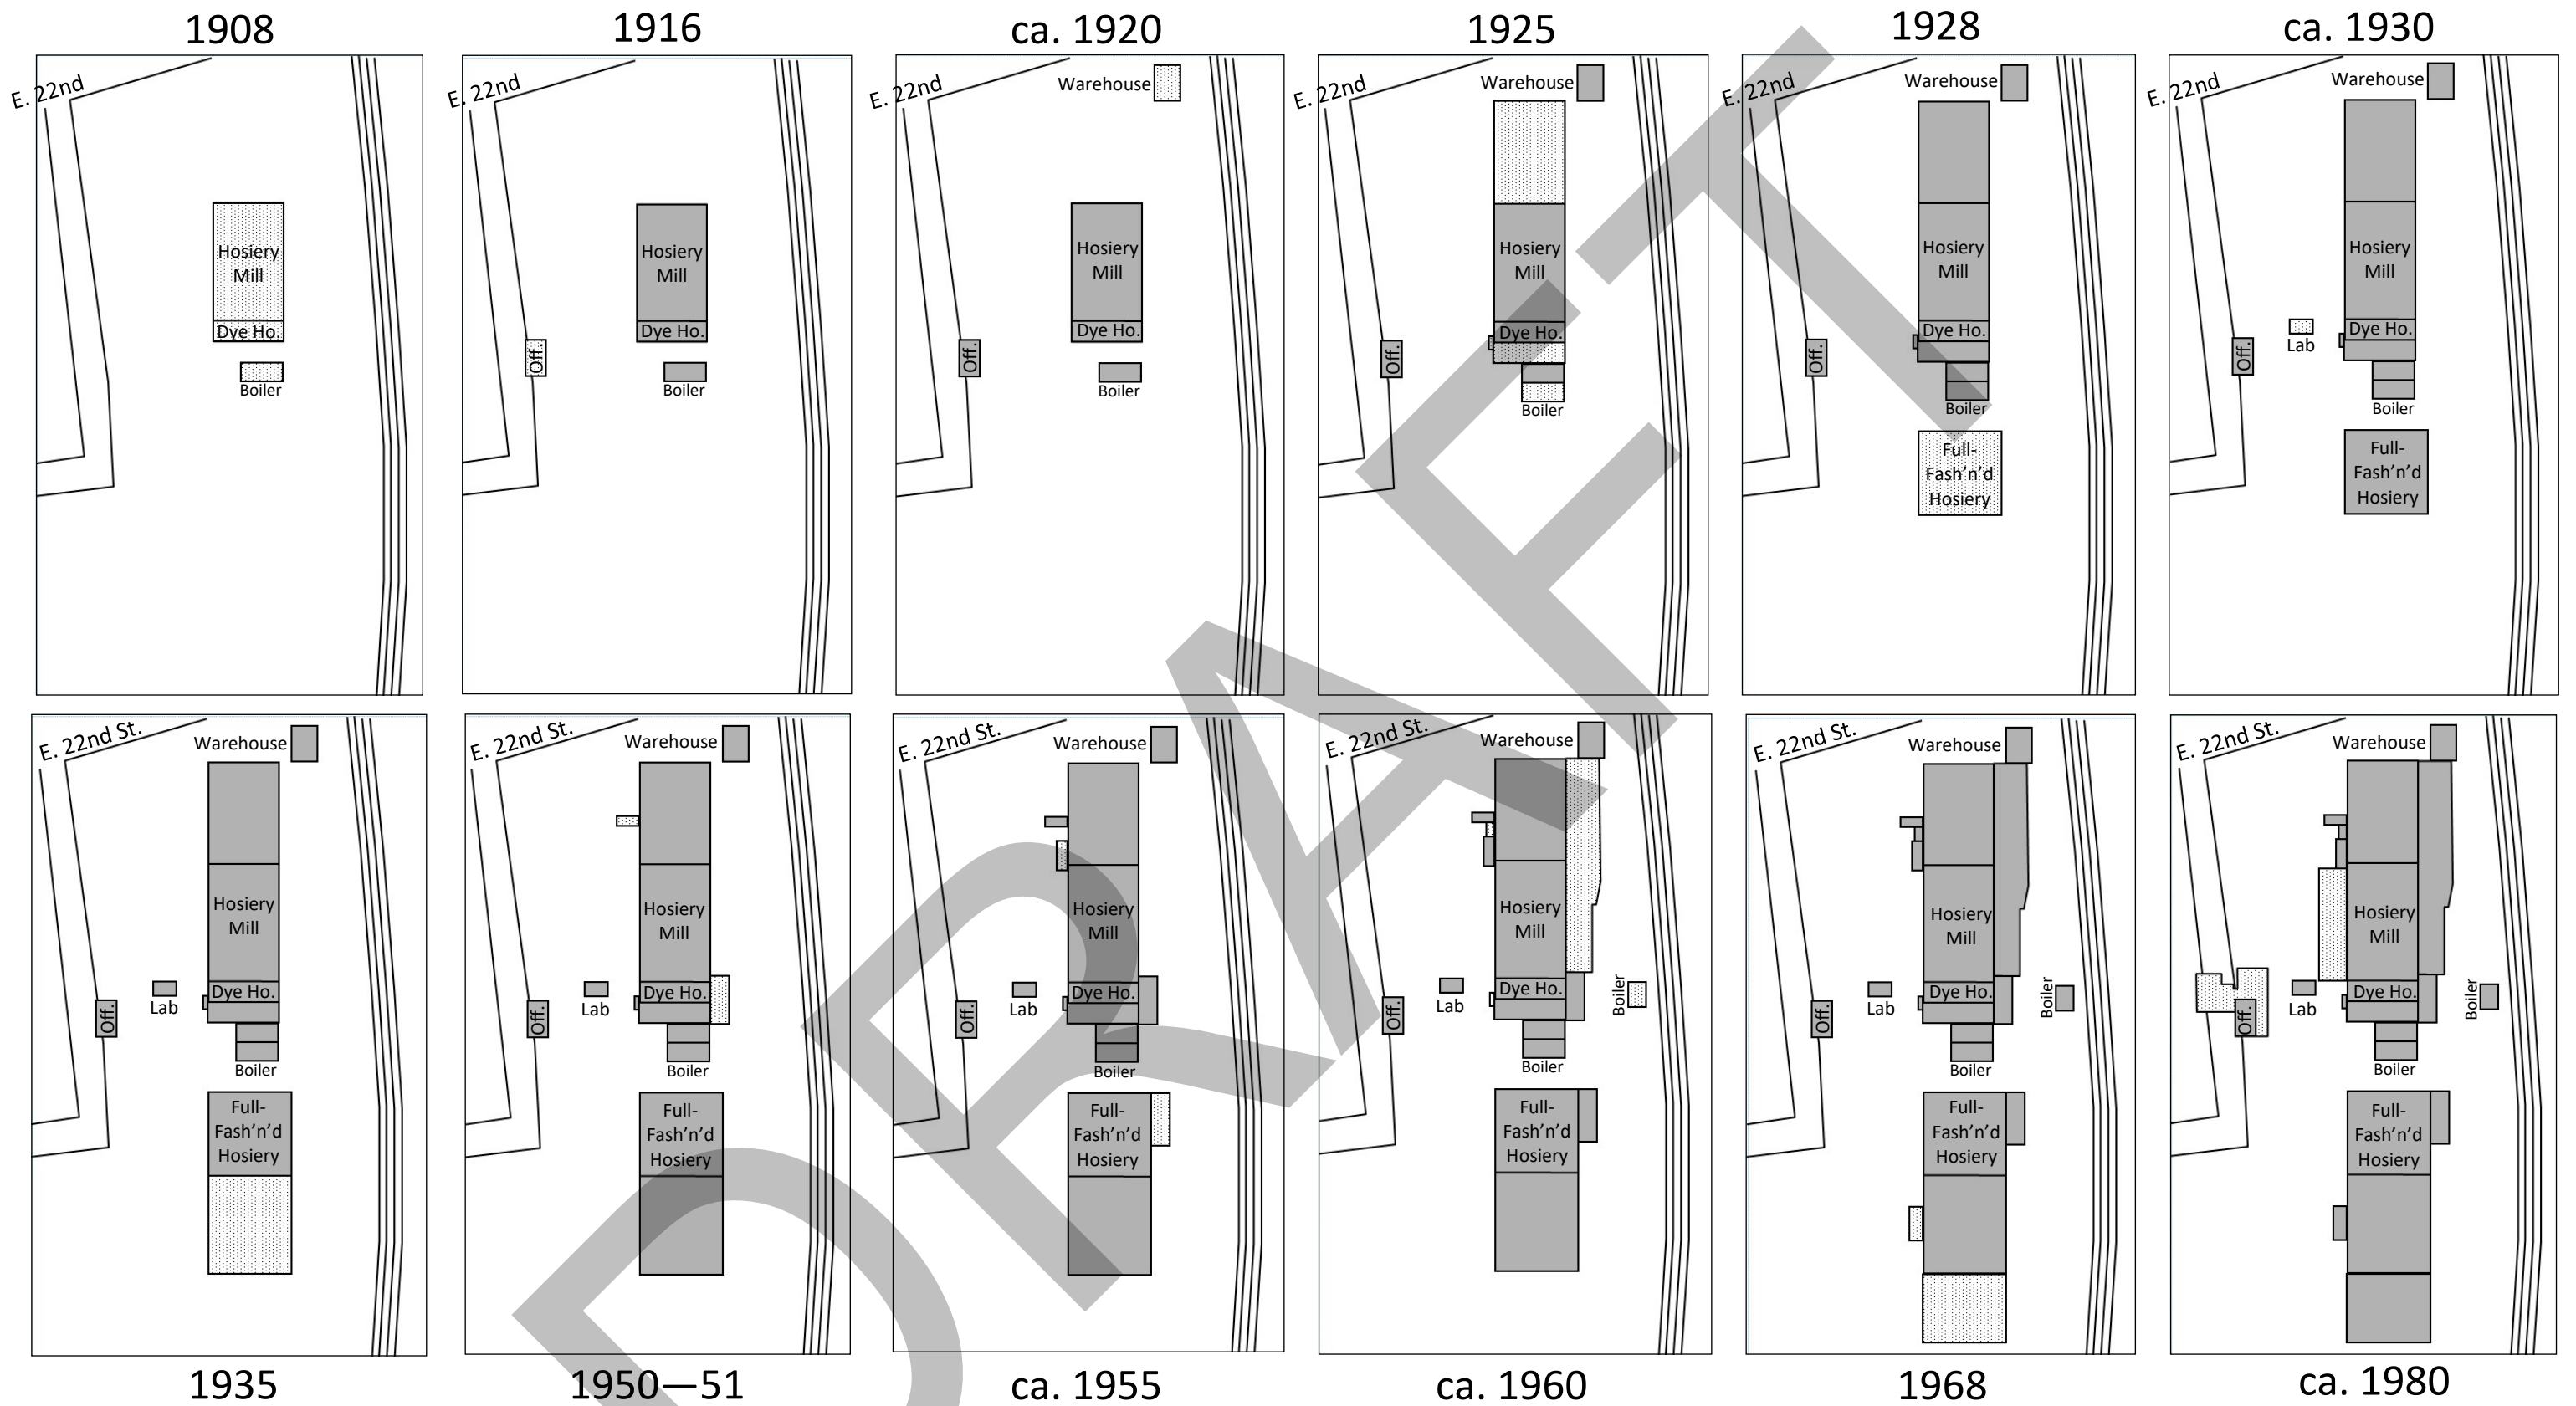 1908
E. 22nd
Hosiery
Mill
Dye Ho.
Boiler
1916
E. 22nd
Hosiery
Mill
Dye Ho.
Off.
Boiler
ca. 1920
E. 22nd
Warehouse
Hosiery
Mill
Dye Ho.
Off.
Boiler
1925
E. 22nd
Warehouse
Hosiery
Mill
Dye Ho.
Off.
Boiler
1928
E. 22nd
Warehouse
Hosiery
Mill
Dye Ho.
Off.
Boiler
Full-
Fash’n’d
Hosiery
ca. 1930
E. 22nd
Warehouse
Hosiery
Mill
Dye Ho.
Lab
Off.
Boiler
Full-
Fash’n’d
Hosiery
E. 22nd St.
Warehouse
Hosiery
Mill
Dye Ho.
Lab
Off.
Boiler
Full-
Fash’n’d
Hosiery
1935
E. 22nd St.
Warehouse
Hosiery
Mill
Dye Ho.
Lab
Off.
Boiler
Full-
Fash’n’d
Hosiery
1950—51
E. 22nd St.
Warehouse
Hosiery
Mill
Dye Ho.
Lab
Off.
Boiler
Full-
Fash’n’d
Hosiery
ca. 1955
E. 22nd St.
Warehouse
Hosiery
Mill
Dye Ho.
Boiler
Lab
Off.
Boiler
Full-
Fash’n’d
Hosiery
ca. 1960
E. 22nd St.
Warehouse
Hosiery
Mill
Dye Ho.
Boiler
Lab
Off.
Boiler
Full-
Fash’n’d
Hosiery
1968
E. 22nd St.
Warehouse
Hosiery
Mill
Dye Ho.
Boiler
Lab
Off.
Boiler
Full-
Fash’n’d
Hosiery
ca. 1980
DRAFT